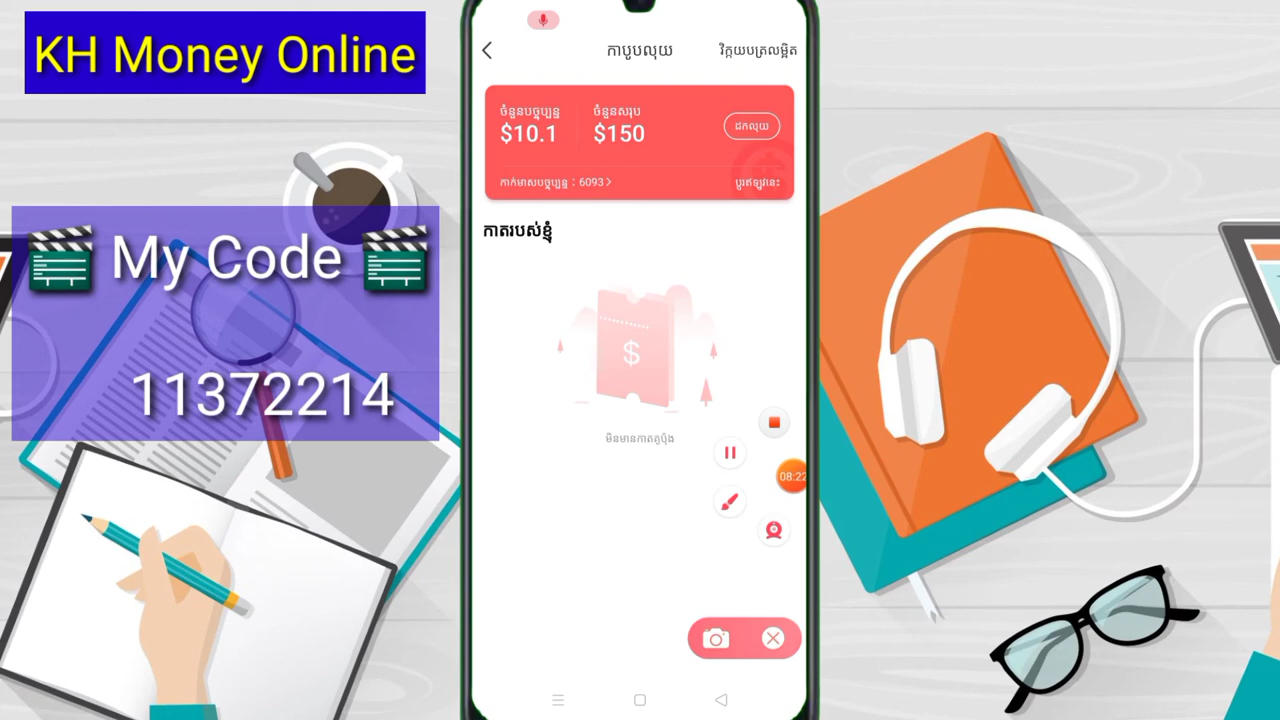 KH Money Online
My Code
11372214
កាបូបលុយ
វិក្កយបត្រលម្អិត
ចំនួនបច្ចុប្បន្ន
ចំនួនសរុប
$10.1
$150
ដកលុយ
កាក់មាសបច្ចុប្បន្ន : 6093
ប្តូរឥឡូវនេះ
កាតរបស់ខ្ញុំ
$
មិនមានកាតគូប៉ុង
08:22